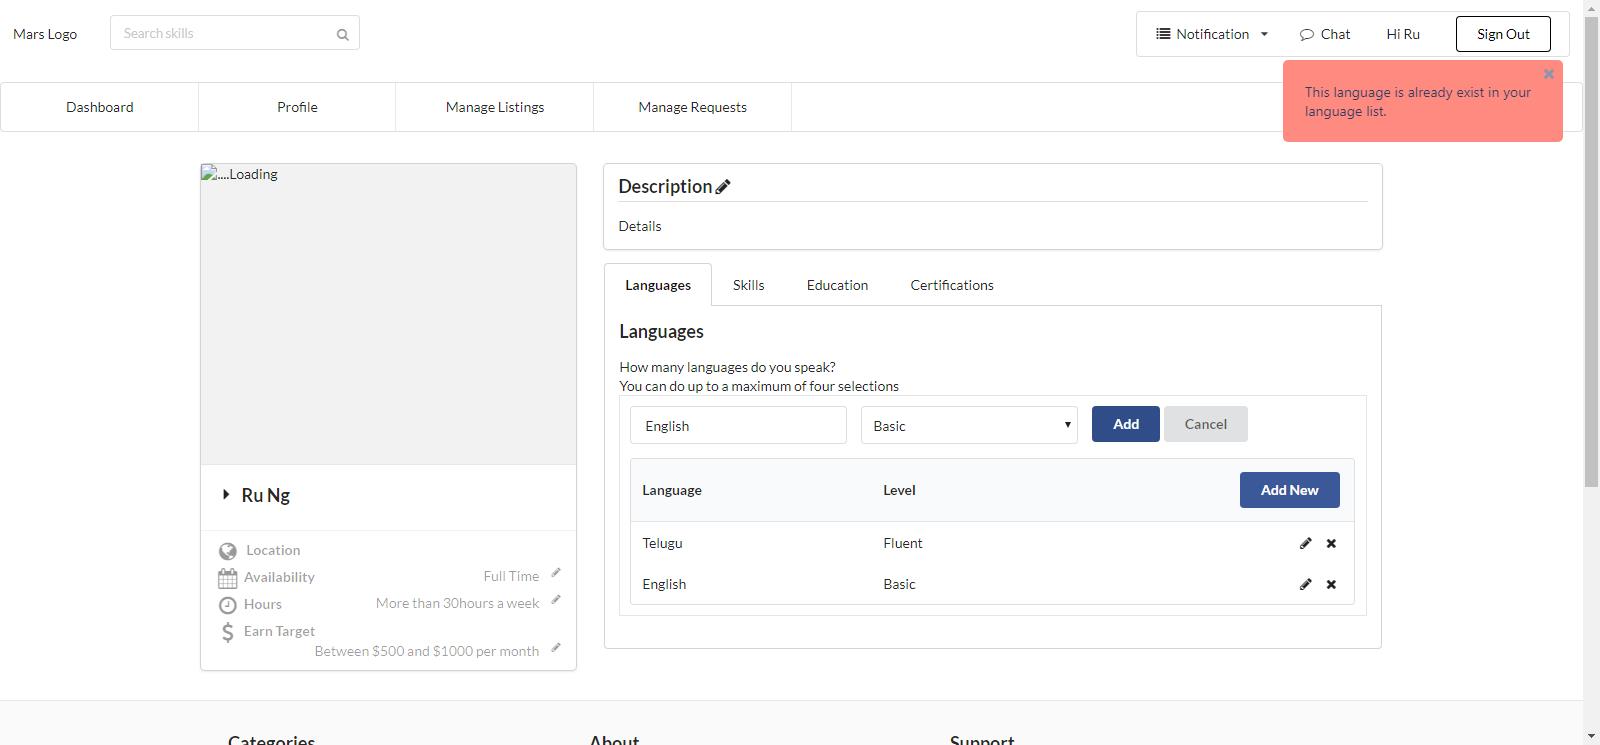 Mars Logo
Search skills
Notification
Chat
Hi Ru
Sign Out
This language is already exist in your
language list.
Dashboard
Profile
Manage Listings
Manage Requests
....Loading
Description
Details
Languages
Skills
Education
Certifications
Languages
How many languages do you speak?
You can do up to a maximum of four selections
English
Basic
Add
Cancel
Language
Level
Add New
Telugu
Fluent
English
Basic
Ru Ng
Location
Availability
Full Time
Hours
More than 30hours a week
Earn Target
Between $500 and $1000 per month
Categories
About
Support